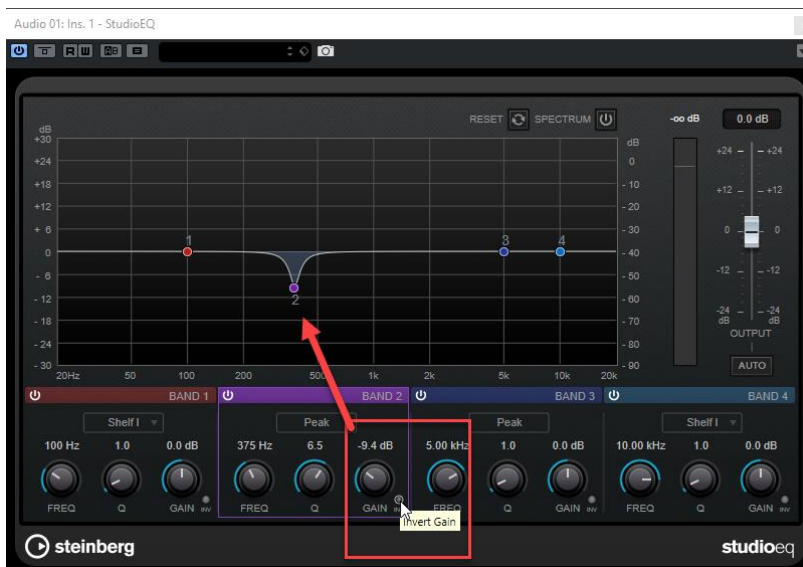 Audio 01: Ins. 1 - StudioEQ
R W AB
RESET SPECTRUM -oo dB 0.0 dB
dB
+30
+24
+18
+12
+ 6
0
- 6
- 12
- 18
- 24
- 30
dB
0
- 10
- 20
- 30
- 40
- 50
- 60
- 70
- 80
- 90
1 2 3 4
+24 +24
+12 +12
0 0
-12 -12
-24 -24
dB dB
OUTPUT
AUTO
20Hz 50 100 200 500 1k 2k 5k 10k 20k
BAND 1 BAND 2 BAND 3 BAND 4
Shelf I Peak Peak Shelf I
100 Hz 1.0 0.0 dB 375 Hz 6.5 -9.4 dB 5.00 kHz 1.0 0.0 dB 10.00 kHz 1.0 0.0 dB
FREQ Q GAIN INV FREQ Q GAIN FREQ Q GAIN INV FREQ Q GAIN INV
Invert Gain
steinberg studioeq